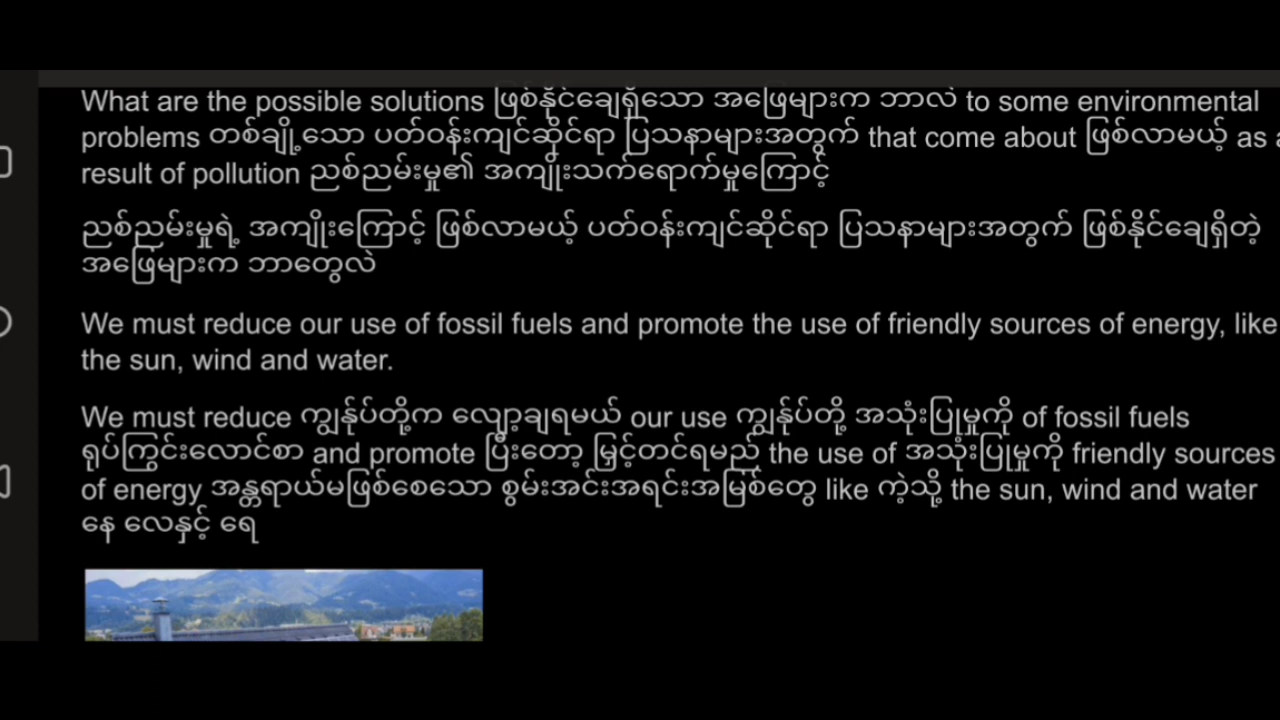 What are the possible solutions ဖြစ်နိုင်ချေရှိသော အဖြေများက ဘာလဲ to some environmental
problems တစ်ချို့သော ပတ်ဝန်းကျင်ဆိုင်ရာ ပြသနာများအတွက် that come about ဖြစ်လာမယ့် as a
result of pollution ညစ်ညမ်းမှု၏ အကျိုးသက်ရောက်မှုကြောင့်
ညစ်ညမ်းမှုရဲ့ အကျိုးကြောင့် ဖြစ်လာမယ့် ပတ်ဝန်းကျင်ဆိုင်ရာ ပြသနာများအတွက် ဖြစ်နိုင်ချေရှိတဲ့
အဖြေများက ဘာတွေလဲ
We must reduce our use of fossil fuels and promote the use of friendly sources of energy, like
the sun, wind and water.
We must reduce ကျွန်ုပ်တို့က လျော့ချရမယ် our use ကျွန်ုပ်တို့ အသုံးပြုမှုကို of fossil fuels
ရုပ်ကြွင်းလောင်စာ and promote ပြီးတော့ မြှင့်တင်ရမည် the use of အသုံးပြုမှုကို friendly sources
of energy အန္တရာယ်မဖြစ်စေသော စွမ်းအင်းအရင်းအမြစ်တွေ like ကဲ့သို့ the sun, wind and water
နေ လေနှင့် ရေ